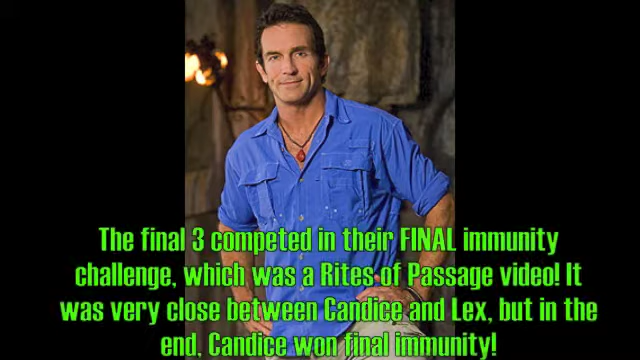 The final 3 competed in their FINAL immunity
challenge, which was a Rites of Passage video! It
was very close between Candice and Lex, but in the
end, Candice won final immunity!